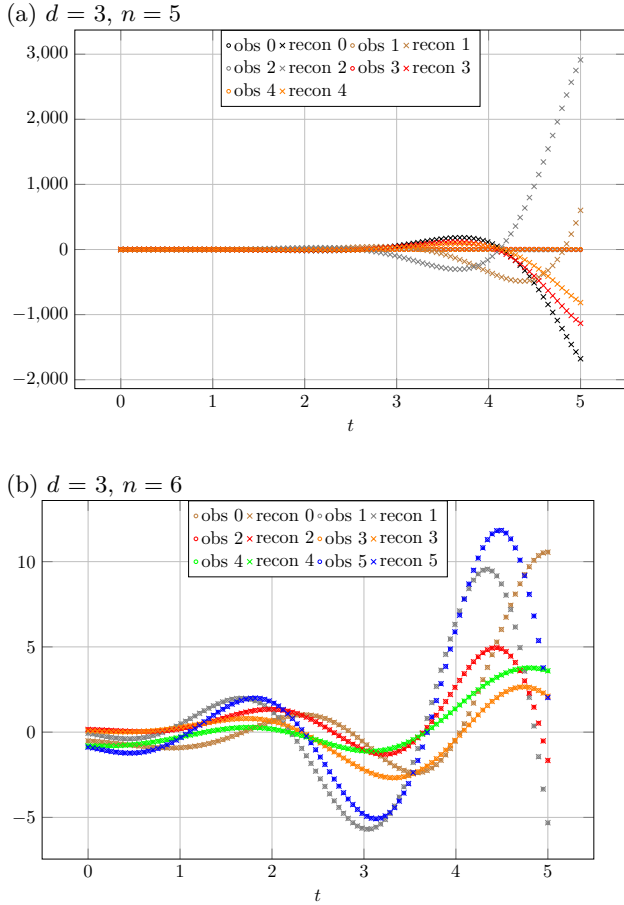 (a) d = 3, n = 5
obs 0 recon 0 obs 1 recon 1
obs 2 recon 2 obs 3 recon 3
obs 4 recon 4
3,000
2,000
1,000
0
−1,000
−2,000
0 1 2 3 4 5
t
(b) d = 3, n = 6
obs 0 recon 0 obs 1 recon 1
obs 2 recon 2 obs 3 recon 3
obs 4 recon 4 obs 5 recon 5
10
5
0
−5
0 1 2 3 4 5
t